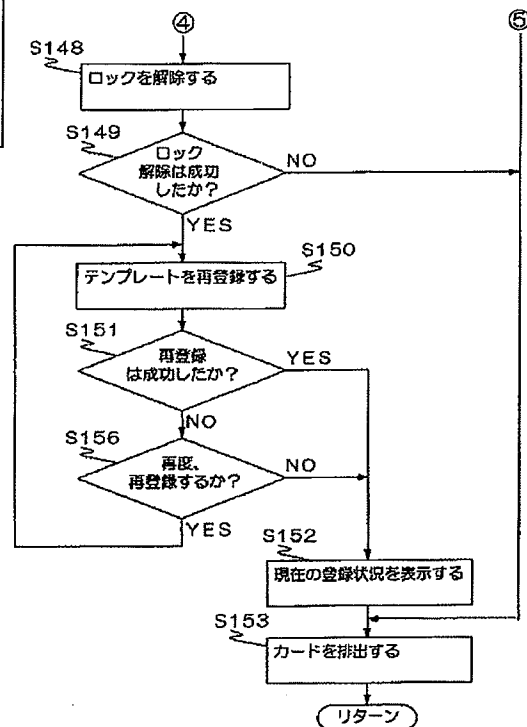 ④
⑤
S148
ロックを解除する
S149
ロック
解除は成功
したか?
NO
YES
S150
テンプレートを再登録する
S151
再登録
は成功したか?
YES
NO
S156
再度、
再登録するか?
NO
YES
S152
現在の登録状況を表示する
S153
カードを排出する
リターン